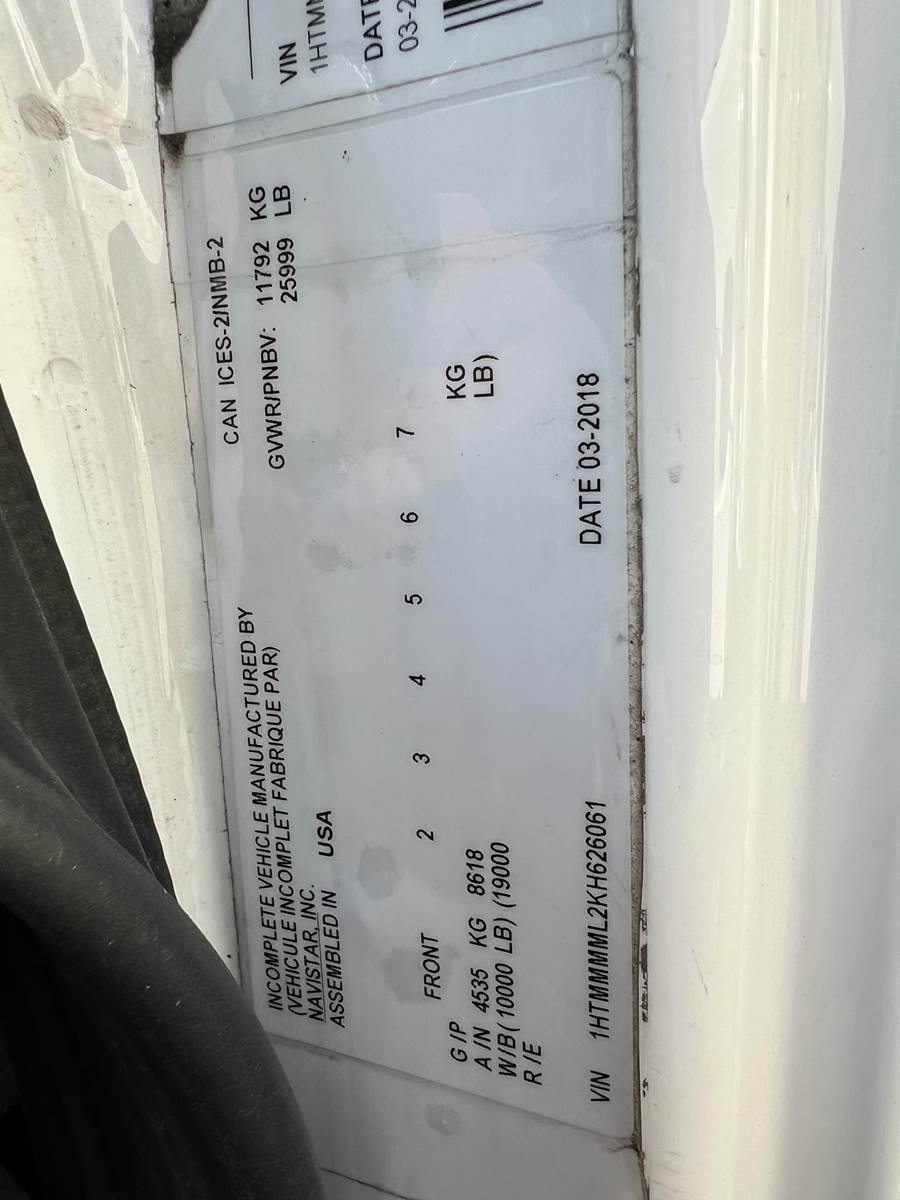 INCOMPLETE VEHICLE MANUFACTURED BY
(VEHICULE INCOMPLET FABRIQUE PAR)
NAVISTAR, INC.
ASSEMBLED IN USA
CAN ICES-2/NMB-2
GVWR/PNBV: 11792 KG
25999 LB
FRONT 2 3 4 5 6 7
G /P
A /N 4535 KG 8618 KG
W/B( 10000 LB) (19000 LB)
R /E
VIN 1HTMMMML2KH626061 DATE 03-2018
VIN
1HTM
DATE
03-2